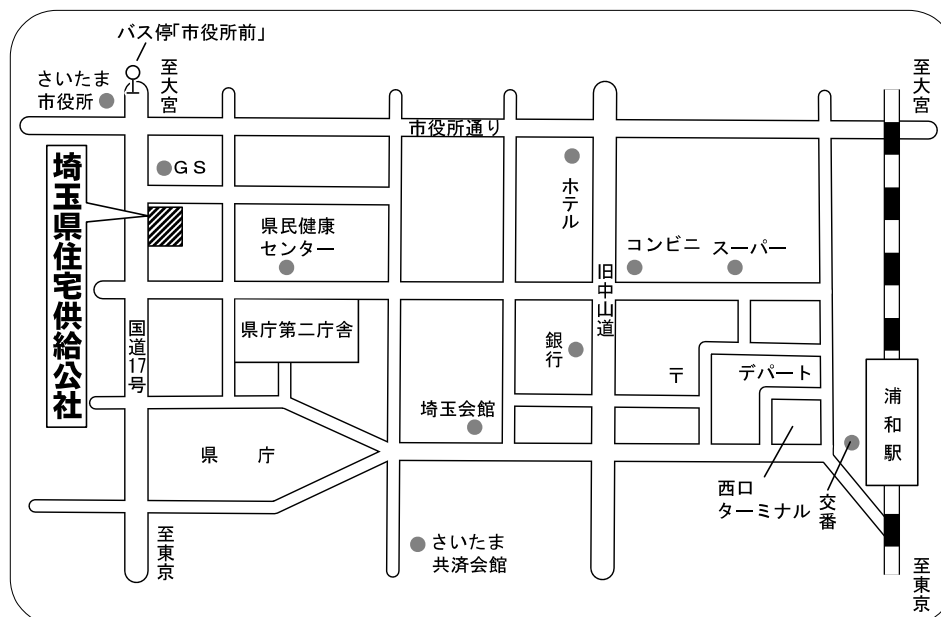 バス停「市役所前」
さいたま
市役所
至大宮
至大宮
市役所通り
GS
埼玉県住宅供給公社
県民健康
センター
ホテル
コンビニ
スーパー
旧中山道
国道17号
県庁第二庁舎
銀行
〒
デパート
浦和駅
埼玉会館
県庁
西口
ターミナル
交番
至東京
さいたま
共済会館
至東京